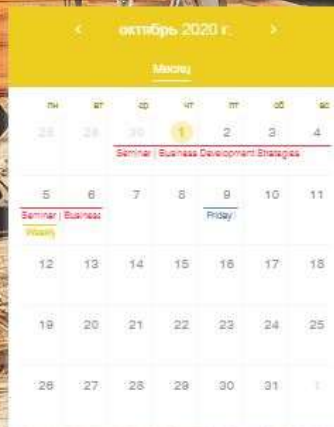 < октябрь 2020 г. >
Месяц
пн вт ср чт пт сб вс
28 29 30 1 2 3 4
Seminar | Business Development Strategies
5 6 7 8 9 10 11
Seminar | Business Friday
Weekly
12 13 14 15 16 17 18
19 20 21 22 23 24 25
26 27 28 29 30 31 1